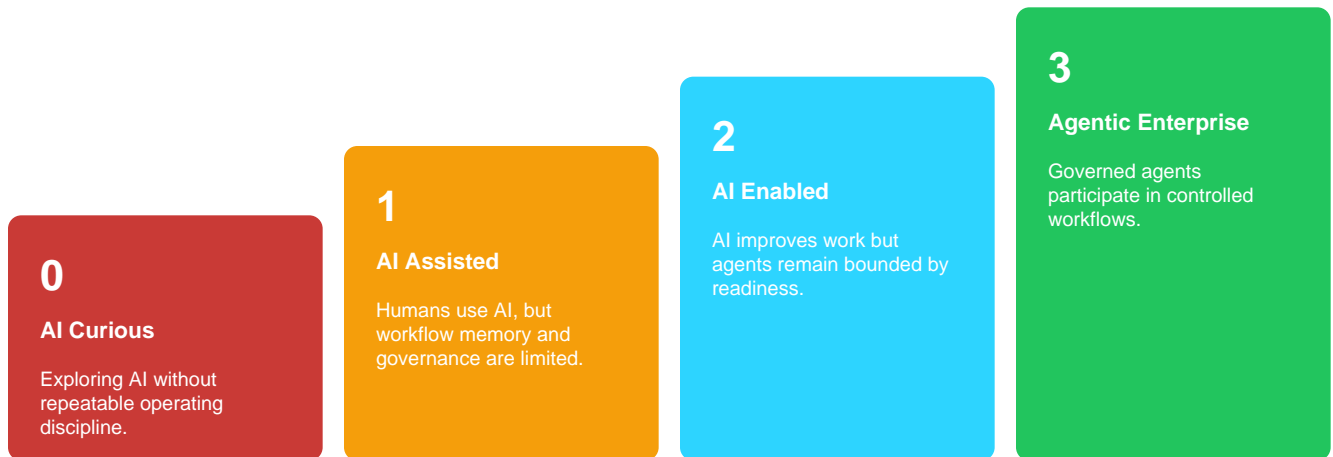 0
AI Curious
Exploring AI without
repeatable operating
discipline.
1
AI Assisted
Humans use AI, but
workflow memory and
governance are limited.
2
AI Enabled
AI improves work but
agents remain bounded by
readiness.
3
Agentic Enterprise
Governed agents
participate in controlled
workflows.